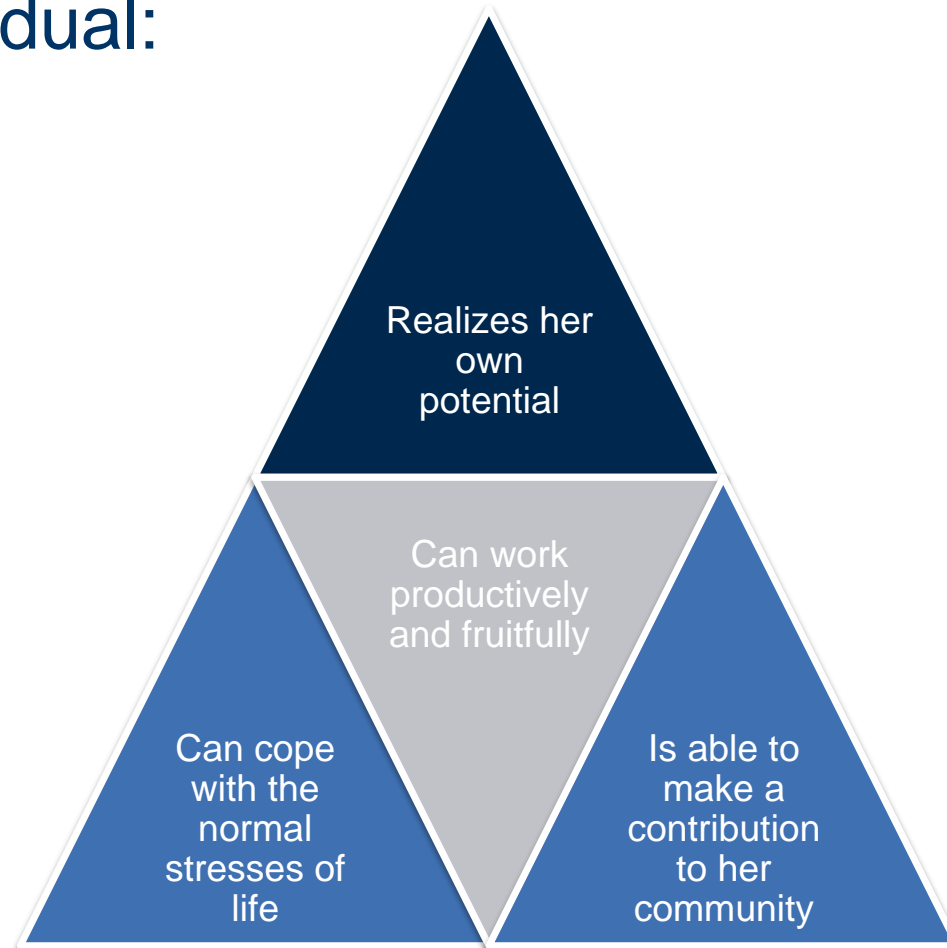 dual:
Realizes her
own
potential
Can work
productively
and fruitfully
Can cope
with the
normal
stresses of
life
Is able to
make a
contribution
to her
community